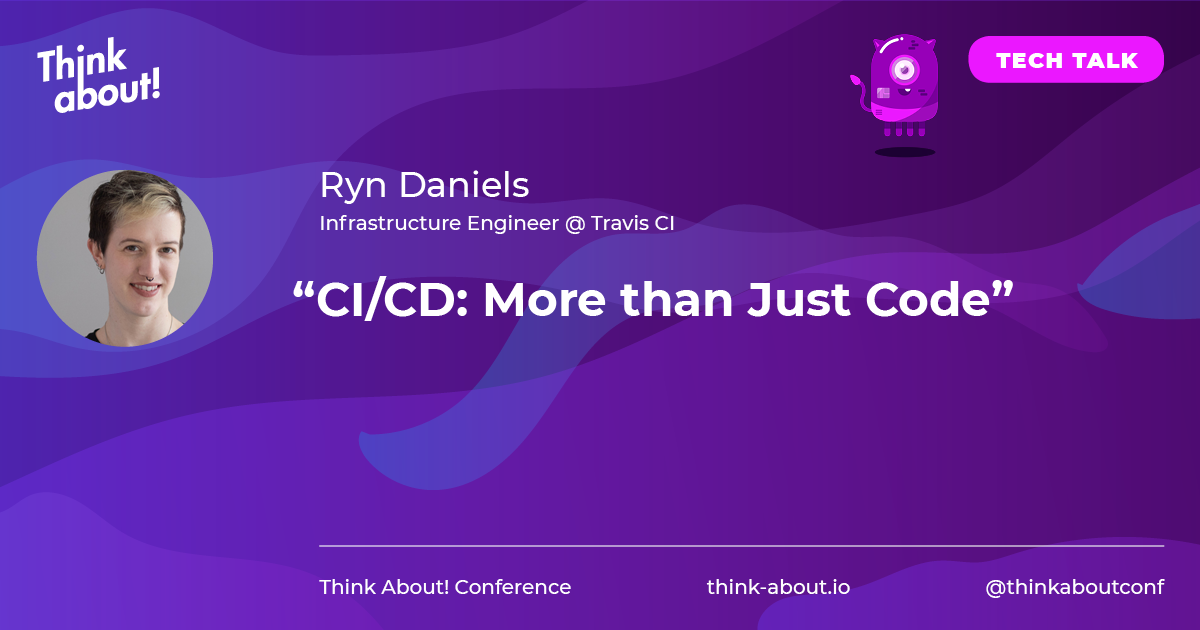 Think
about!
TECH TALK
Ryn Daniels
Infrastructure Engineer @ Travis CI
“CI/CD: More than Just Code”
Think About! Conference
think-about.io
@thinkaboutconf